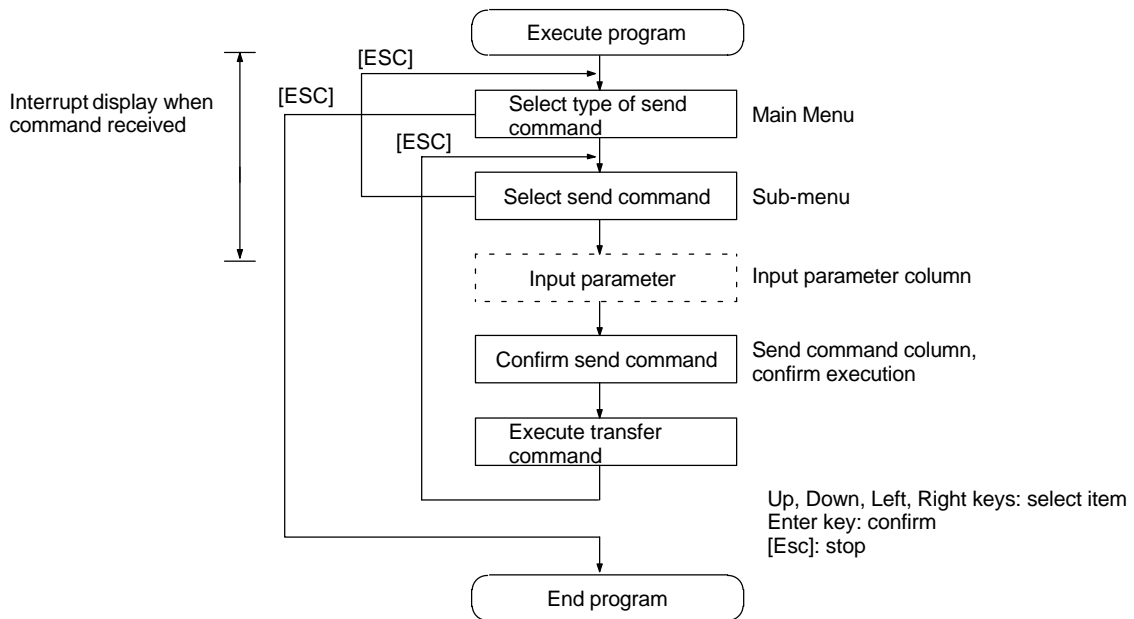 Execute program
[ESC]
Interrupt display when
command received
[ESC]
Select type of send
command
Main Menu
[ESC]
Select send command
Sub-menu
Input parameter
Input parameter column
Confirm send command
Send command column,
confirm execution
Execute transfer
command
Up, Down, Left, Right keys: select item
Enter key: confirm
[Esc]: stop
End program